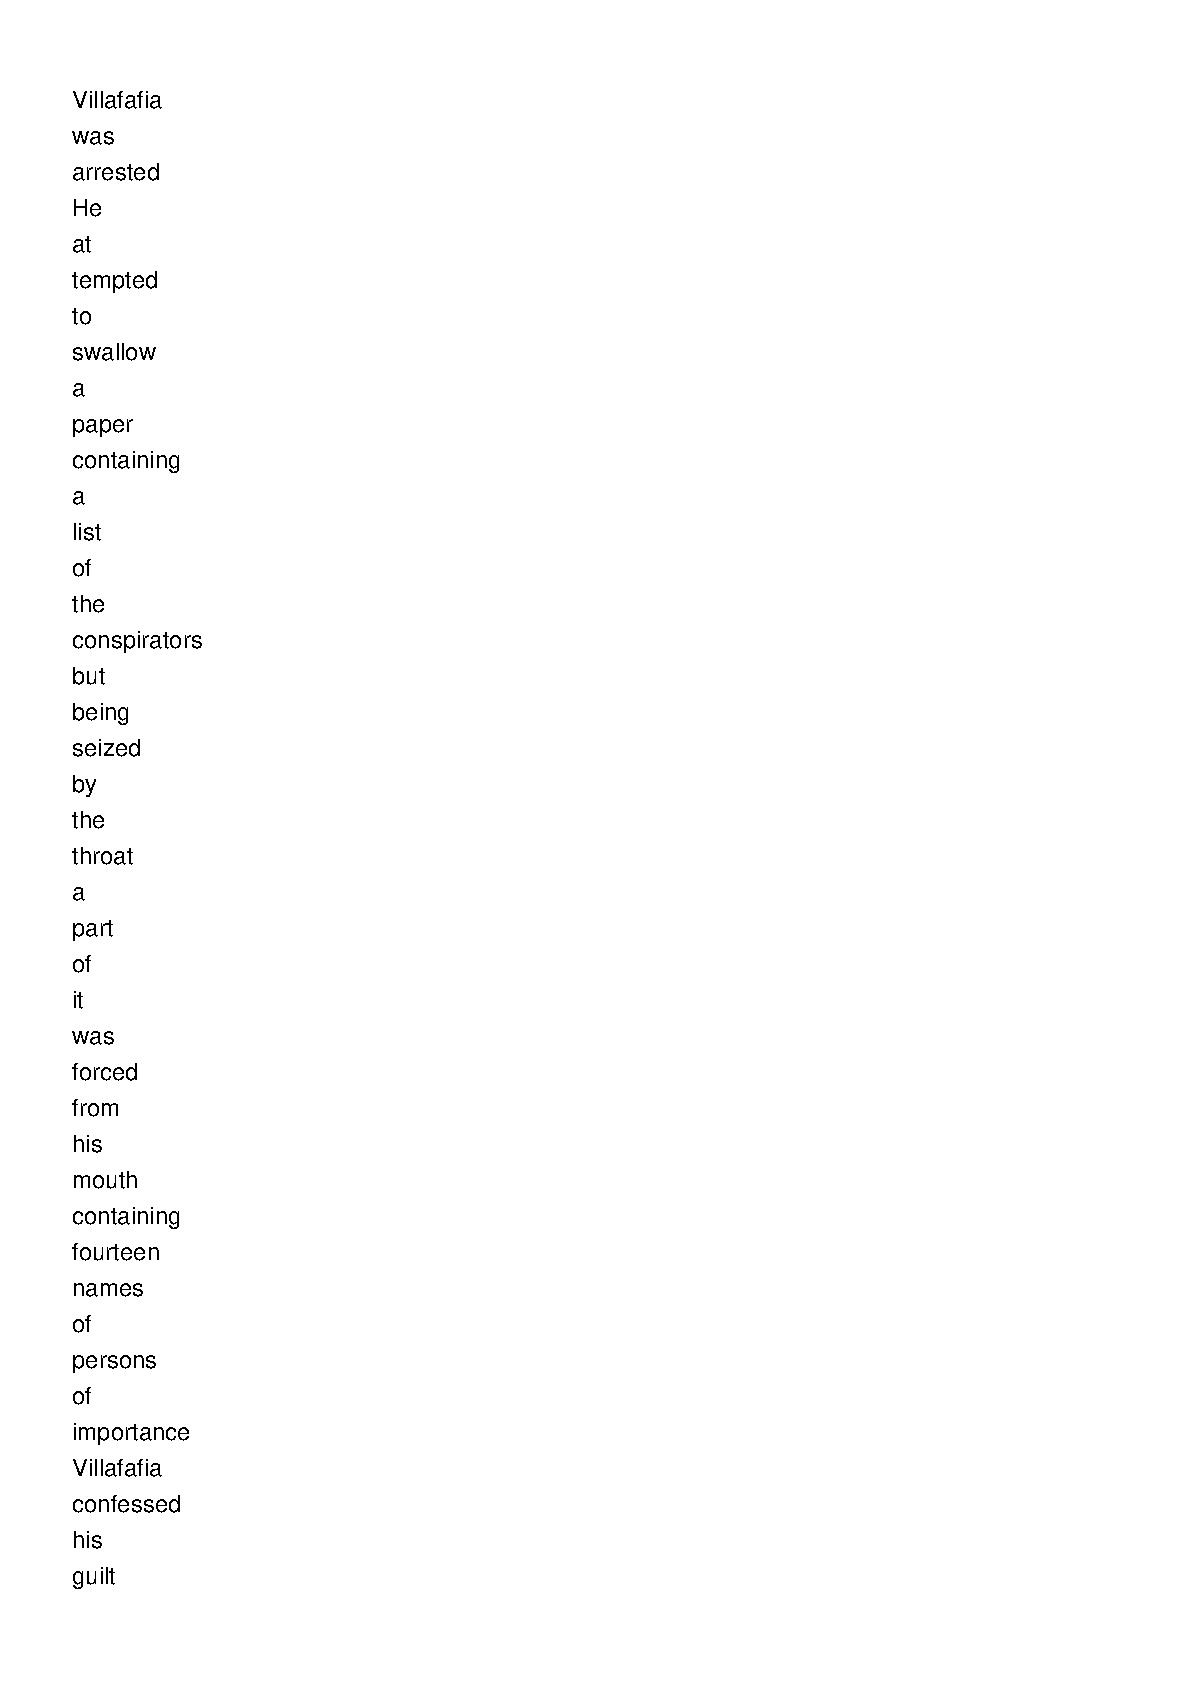 Villafafia
was
arrested
He
at
tempted
to
swallow
a
paper
containing
a
list
of
the
conspirators
but
being
seized
by
the
throat
a
part
of
it
was
forced
from
his
mouth
containing
fourteen
names
of
persons
of
importance
Villafafia
confessed
his
guilt